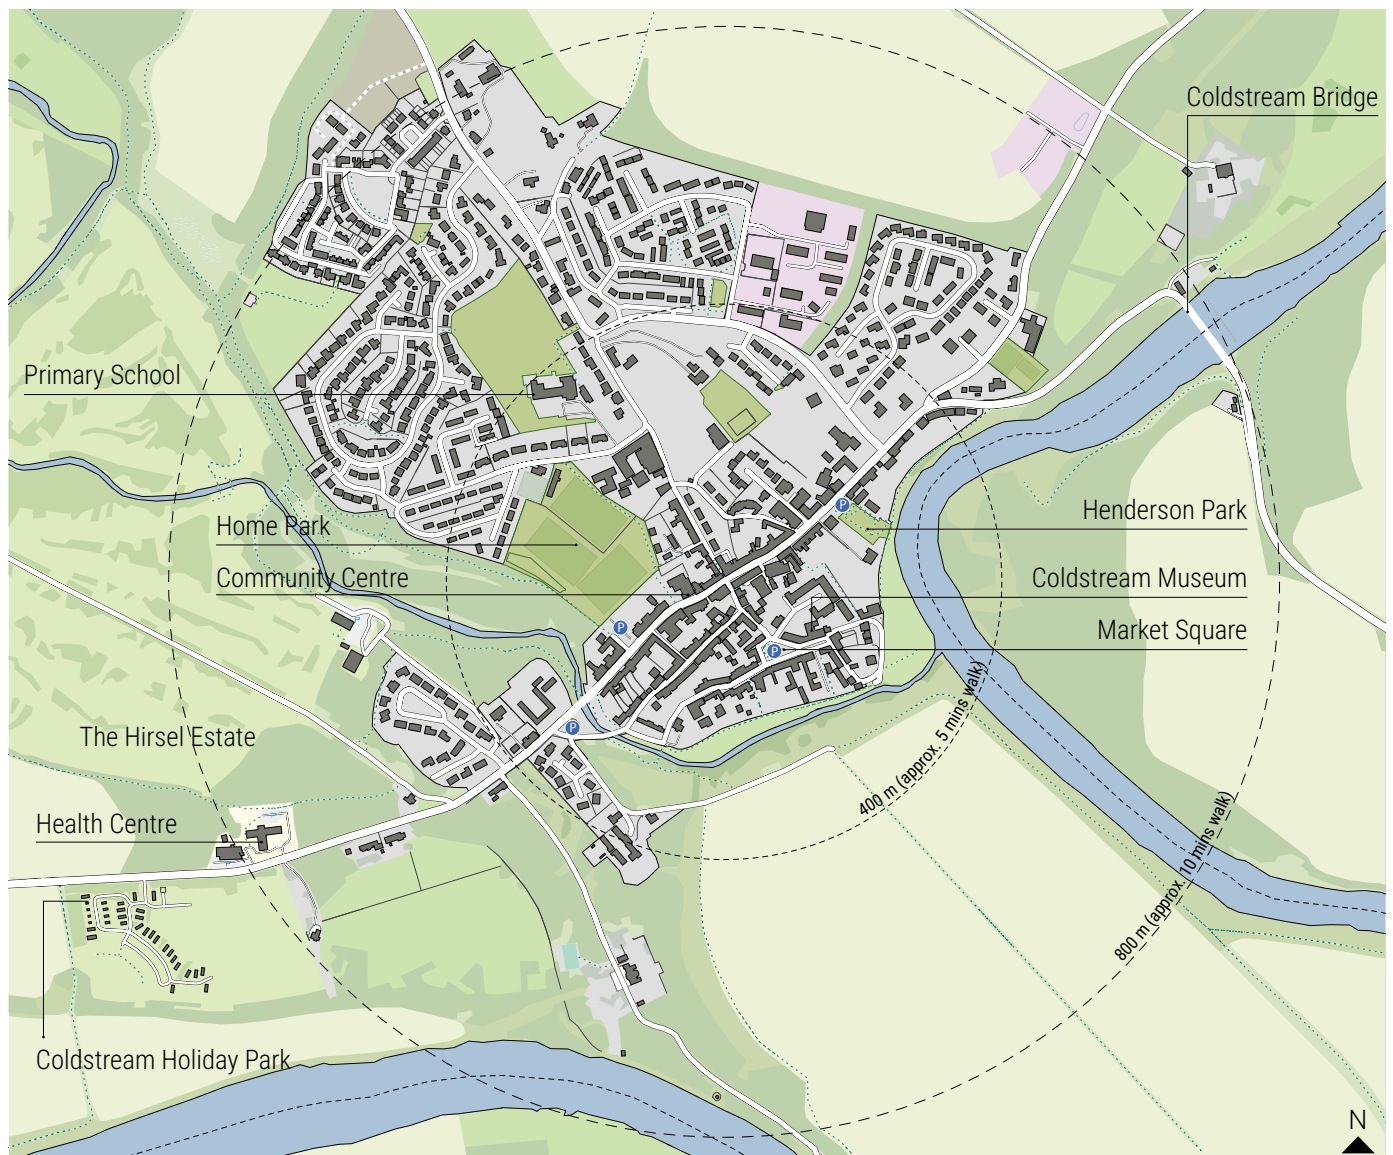 Coldstream Bridge
Primary School
P
Henderson Park
Home Park
Community Centre
Coldstream Museum
P
Market Square
P
400 m (approx. 5 mins walk)
P
The Hirsel Estate
800 m (approx. 10 mins walk)
Health Centre
Coldstream Holiday Park
N